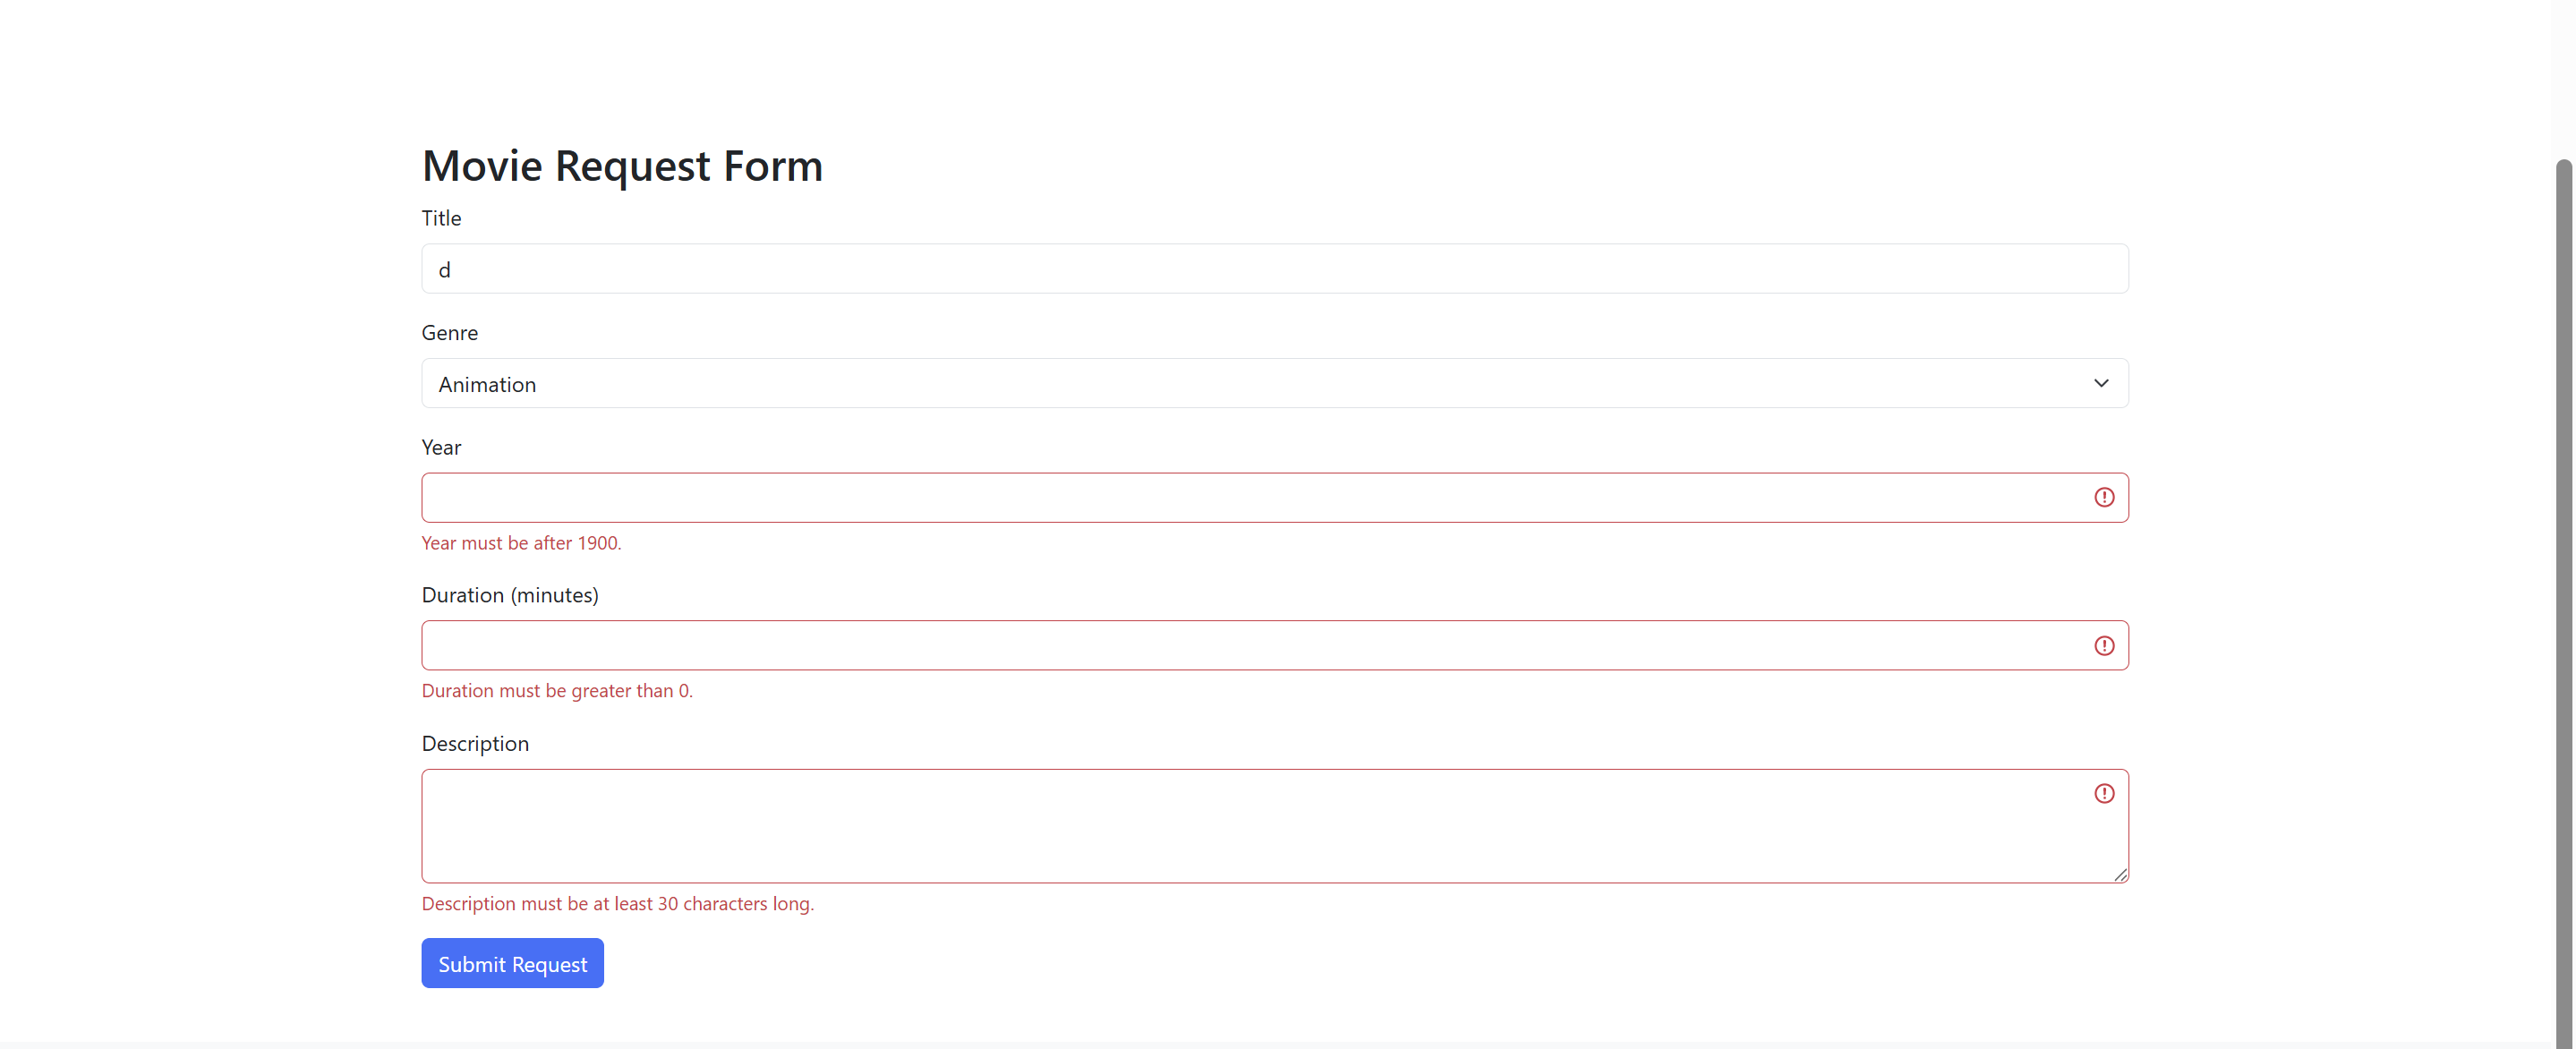 Movie Request Form
Title
d
Genre
Animation
Year
Year must be after 1900.
Duration (minutes)
Duration must be greater than 0.
Description
Description must be at least 30 characters long.
Submit Request